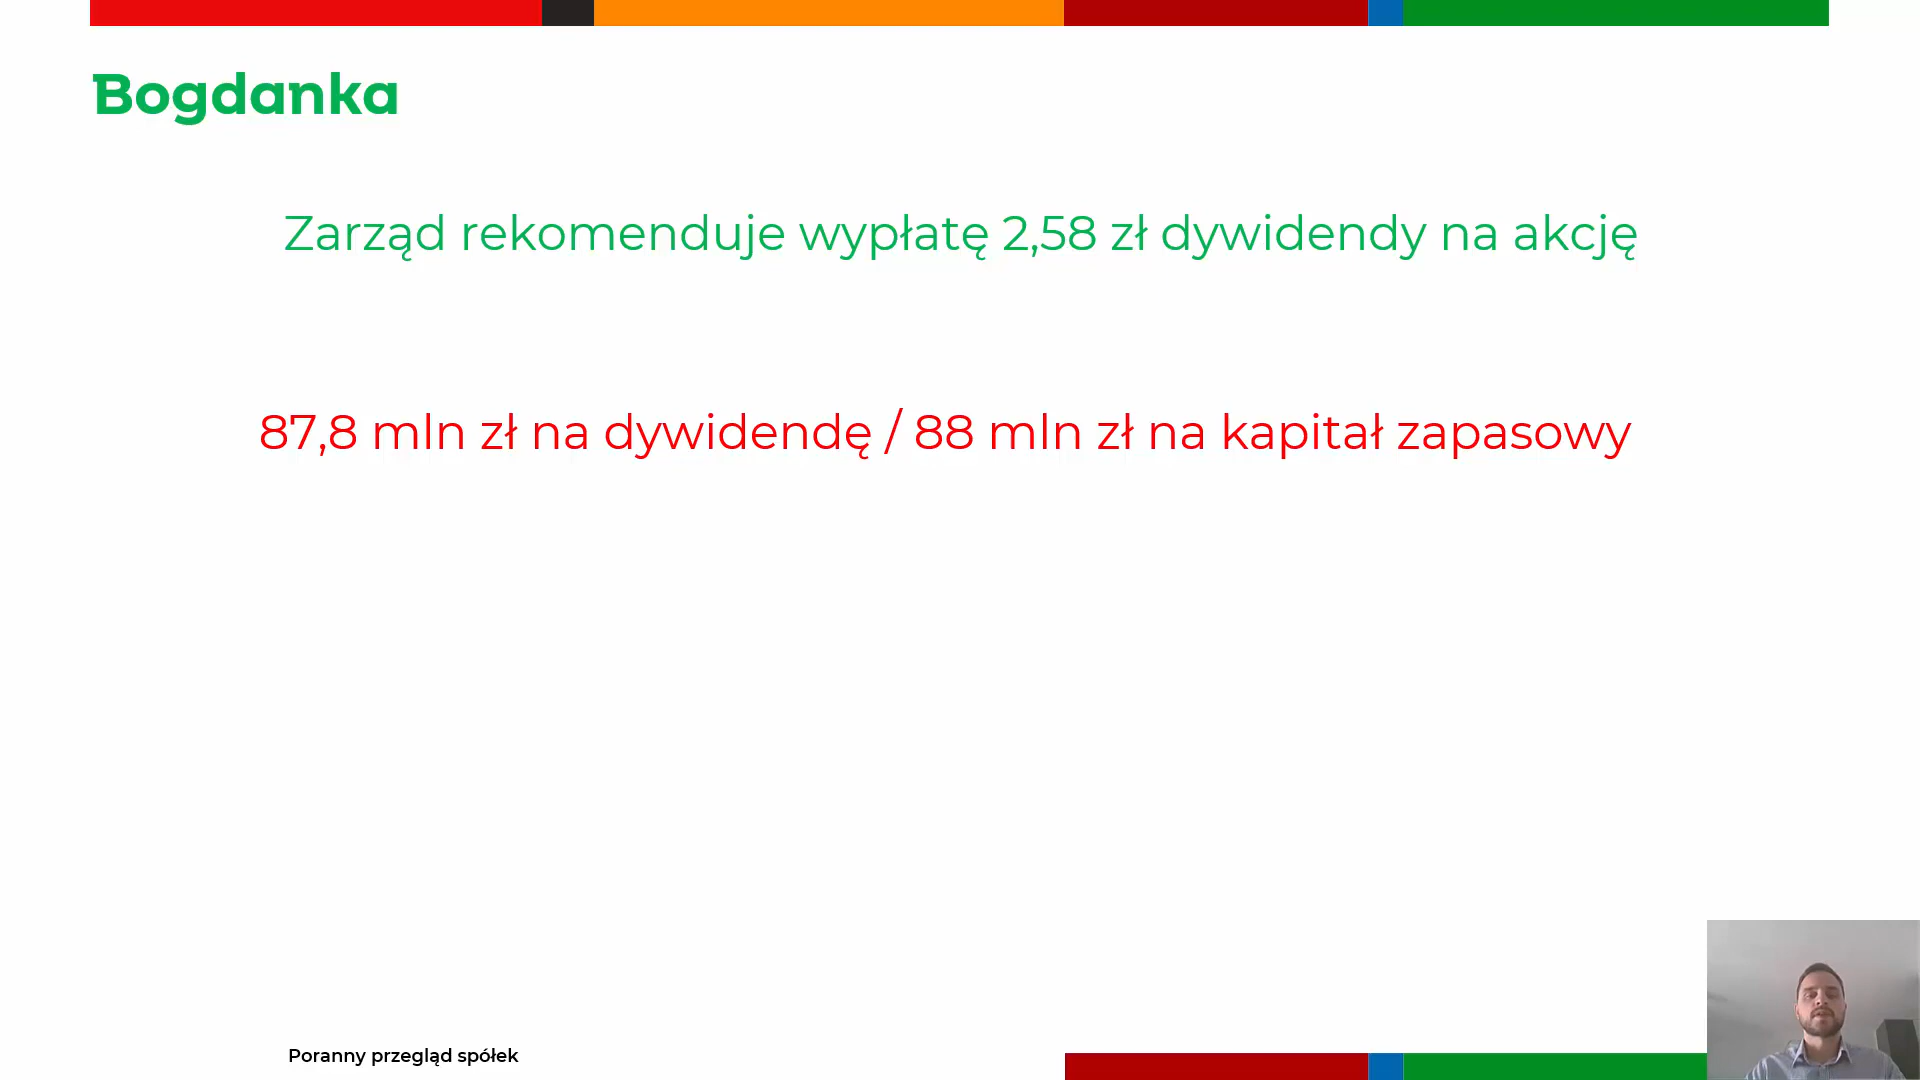 Bogdanka
Zarząd rekomenduje wypłatę 2,58 zł dywidendy na akcję
87,8 mln zł na dywidendę / 88 mln zł na kapitał zapasowy
Poranny przegląd spółek